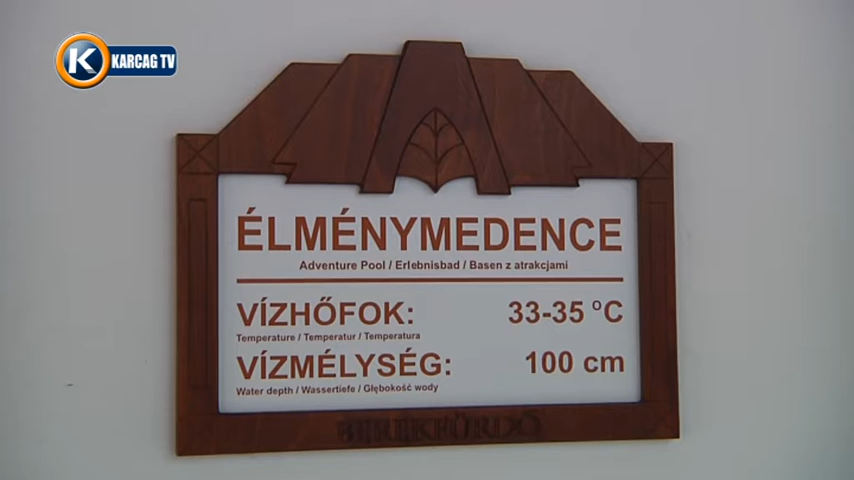 K KARCAG TV
ÉLMÉNYMEDENCE
Adventure Pool / Erlebnisbad / Basen z atrakcjami
VÍZHŐFOK: 33-35 °C
Temperature / Temperatur / Temperatura
VÍZMÉLYSÉG: 100 cm
Water depth / Wassertiefe / Głębokość wody
BEREKFÜRDŐ